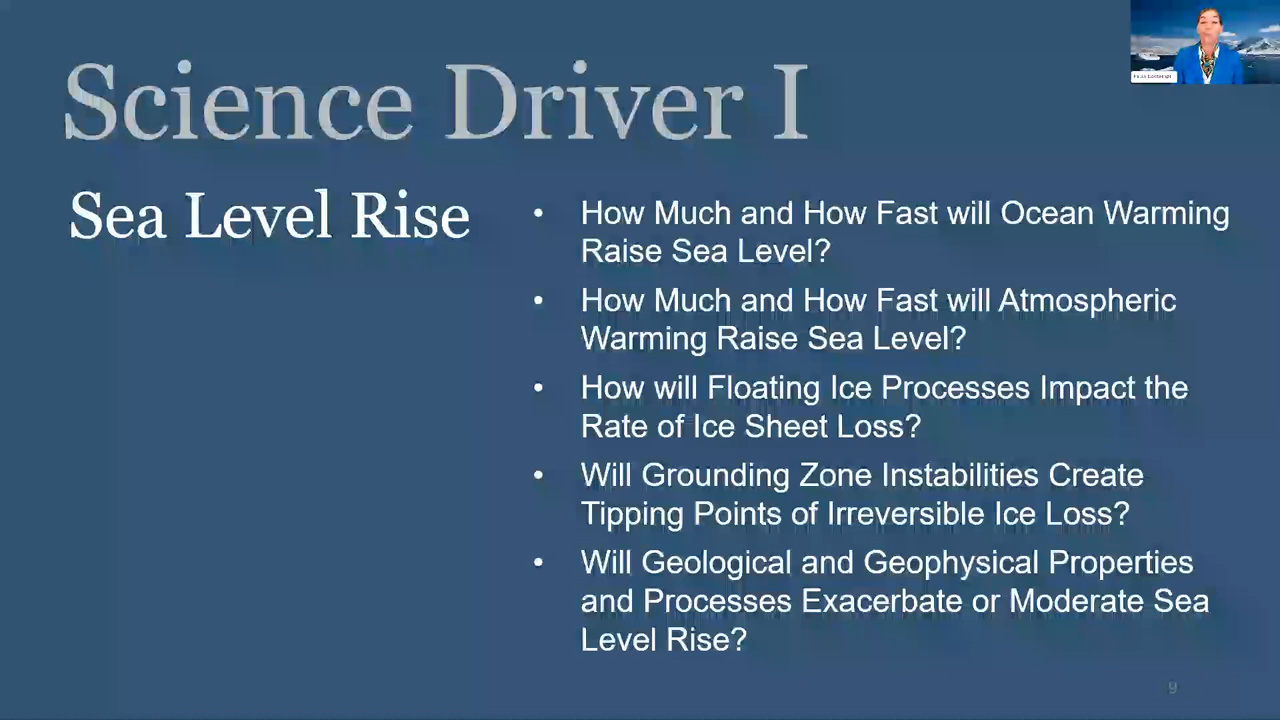 Science Driver I
Sea Level Rise
• How Much and How Fast will Ocean Warming
Raise Sea Level?
• How Much and How Fast will Atmospheric
Warming Raise Sea Level?
• How will Floating Ice Processes Impact the
Rate of Ice Sheet Loss?
• Will Grounding Zone Instabilities Create
Tipping Points of Irreversible Ice Loss?
• Will Geological and Geophysical Properties
and Processes Exacerbate or Moderate Sea
Level Rise?
9